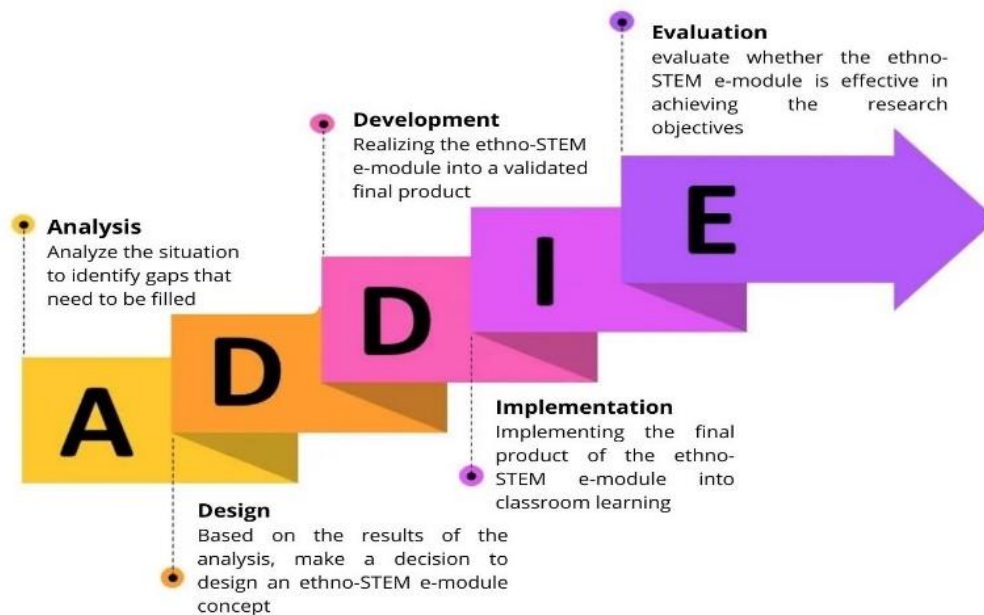 Evaluation
evaluate whether the ethno-
STEM e-module is effective in
achieving the research
objectives
Development
Realizing the ethno-STEM
e-module into a validated
final product
Analysis
Analyze the situation
to identify gaps that
need to be filled
A
D
D
I
E
Implementation
Implementing the final
product of the ethno-
STEM e-module into
classroom learning
Design
Based on the results of the
analysis, make a decision to
design an ethno-STEM e-module
concept